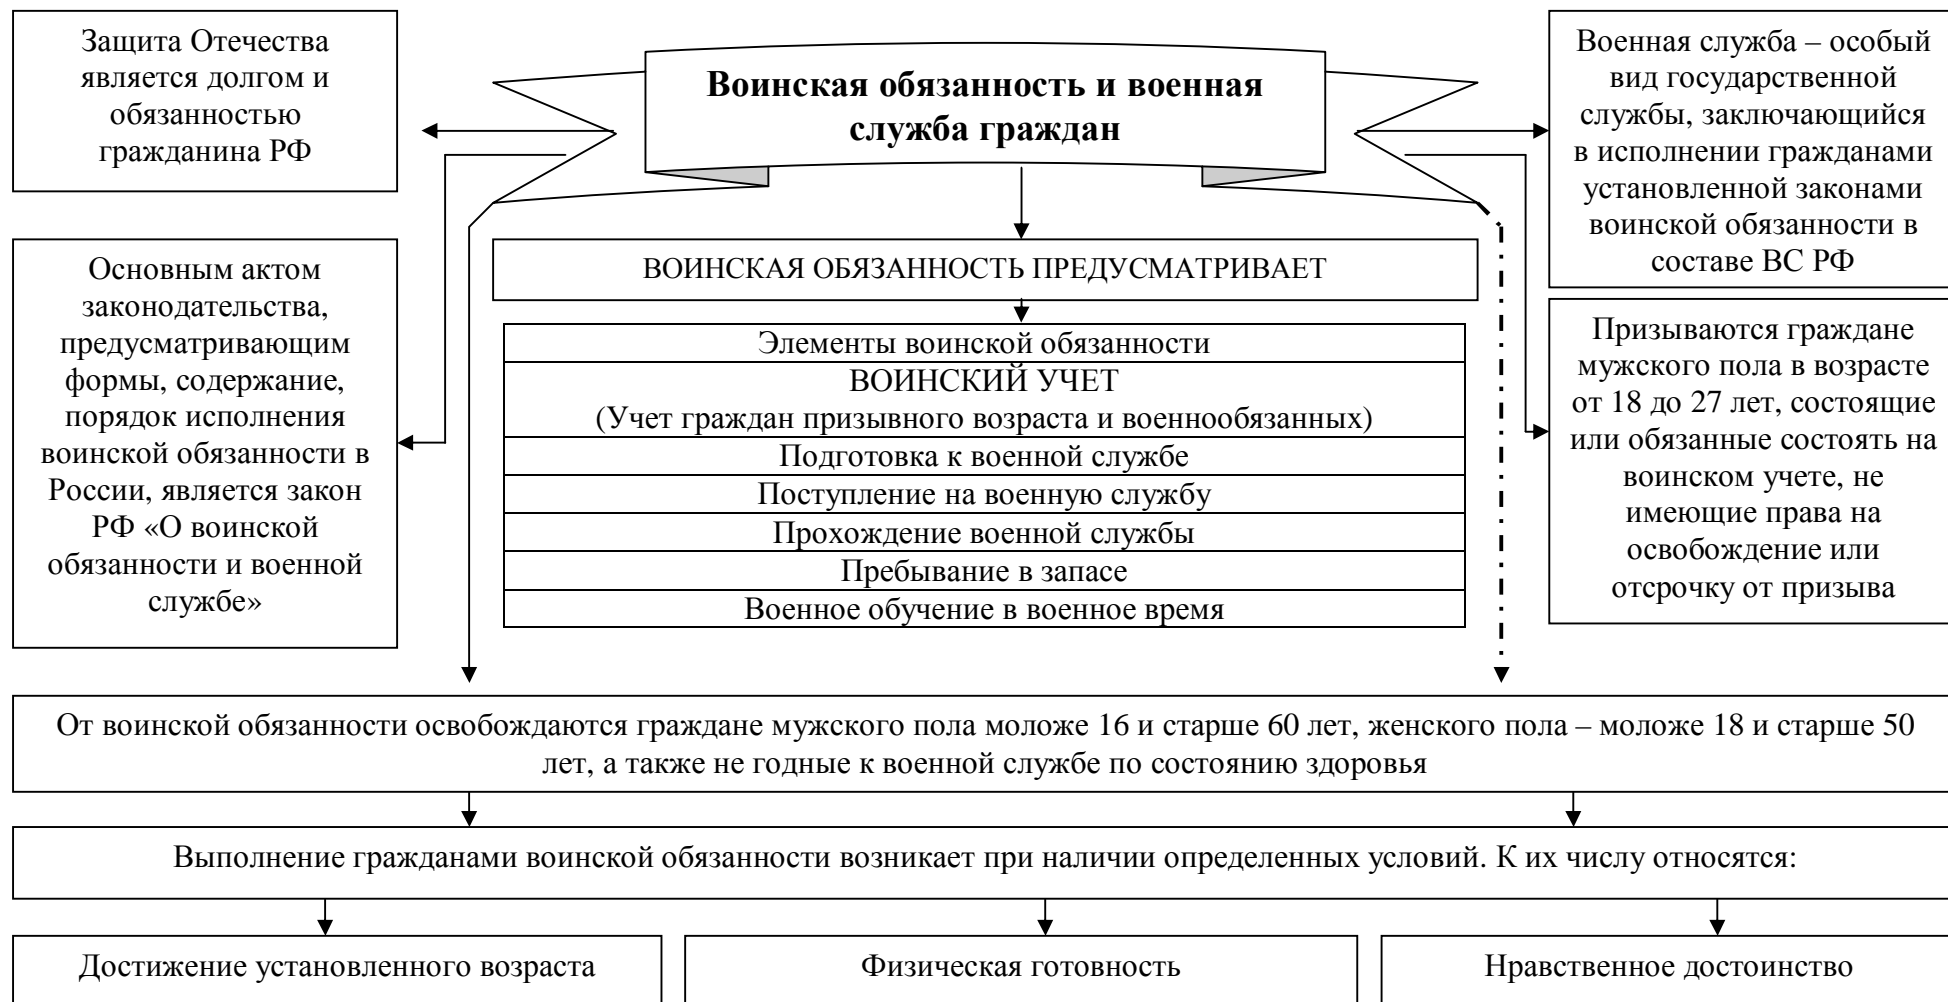 Защита Отечества
является долгом и
обязанностью
гражданина РФ
Воинская обязанность и военная
служба граждан
Военная служба – особый
вид государственной
службы, заключающийся
в исполнении гражданами
установленной законами
воинской обязанности в
составе ВС РФ
Основным актом
законодательства,
предусматривающим
формы, содержание,
порядок исполнения
воинской обязанности в
России, является закон
РФ «О воинской
обязанности и военной
службе»
ВОИНСКАЯ ОБЯЗАННОСТЬ ПРЕДУСМАТРИВАЕТ
Элементы воинской обязанности
ВОИНСКИЙ УЧЕТ
(Учет граждан призывного возраста и военнообязанных)
Подготовка к военной службе
Поступление на военную службу
Прохождение военной службы
Пребывание в запасе
Военное обучение в военное время
Призываются граждане
мужского пола в возрасте
от 18 до 27 лет, состоящие
или обязанные состоять на
воинском учете, не
имеющие права на
освобождение или
отсрочку от призыва
От воинской обязанности освобождаются граждане мужского пола моложе 16 и старше 60 лет, женского пола – моложе 18 и старше 50
лет, а также не годные к военной службе по состоянию здоровья
Выполнение гражданами воинской обязанности возникает при наличии определенных условий. К их числу относятся:
Достижение установленного возраста
Физическая готовность
Нравственное достоинство